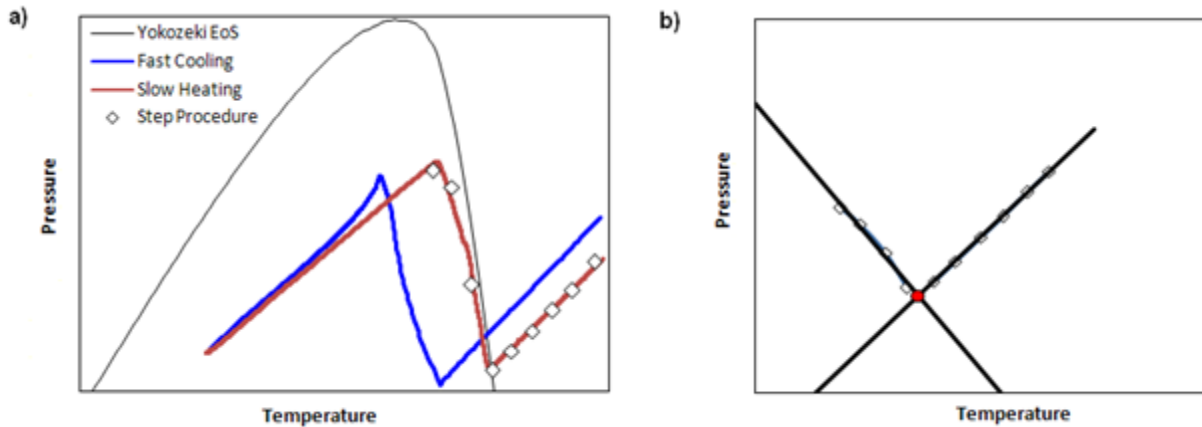 a)
Yokozeki EoS
Fast Cooling
Slow Heating
Step Procedure
Pressure
Temperature
b)
Pressure
Temperature